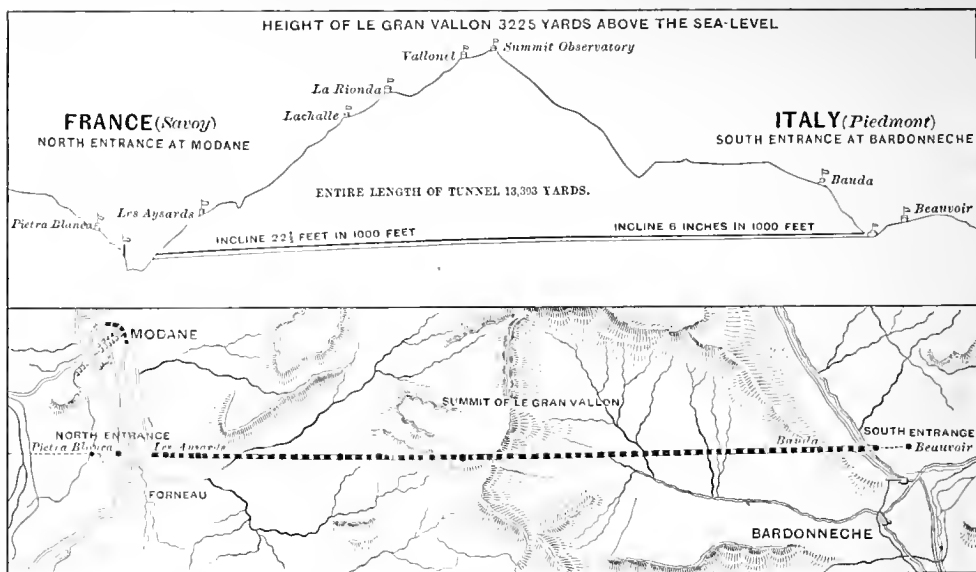 HEIGHT OF LE GRAN VALLON 3225 YARDS ABOVE THE SEA-LEVEL
Vallonel
Summit Observatory
La Rionda
Lachalle
FRANCE (Savoy)
NORTH ENTRANCE AT MODANE
ITALY (Piedmont)
SOUTH ENTRANCE AT BARDONNECHE
ENTIRE LENGTH OF TUNNEL 13,393 YARDS.
Bauda
Pietra Blanca
Lrs Aysards
Beauvoir
INCLINE 22½ FEET IN 1000 FEET
INCLINE 6 INCHES IN 1000 FEET
MODANE
SUMMIT OF LE GRAN VALLON
NORTH ENTRANCE
SOUTH ENTRANCE
Pietra Blanca
Lrs Aysards
Bauda
Beauvoir
FORNEAU
BARDONNECHE